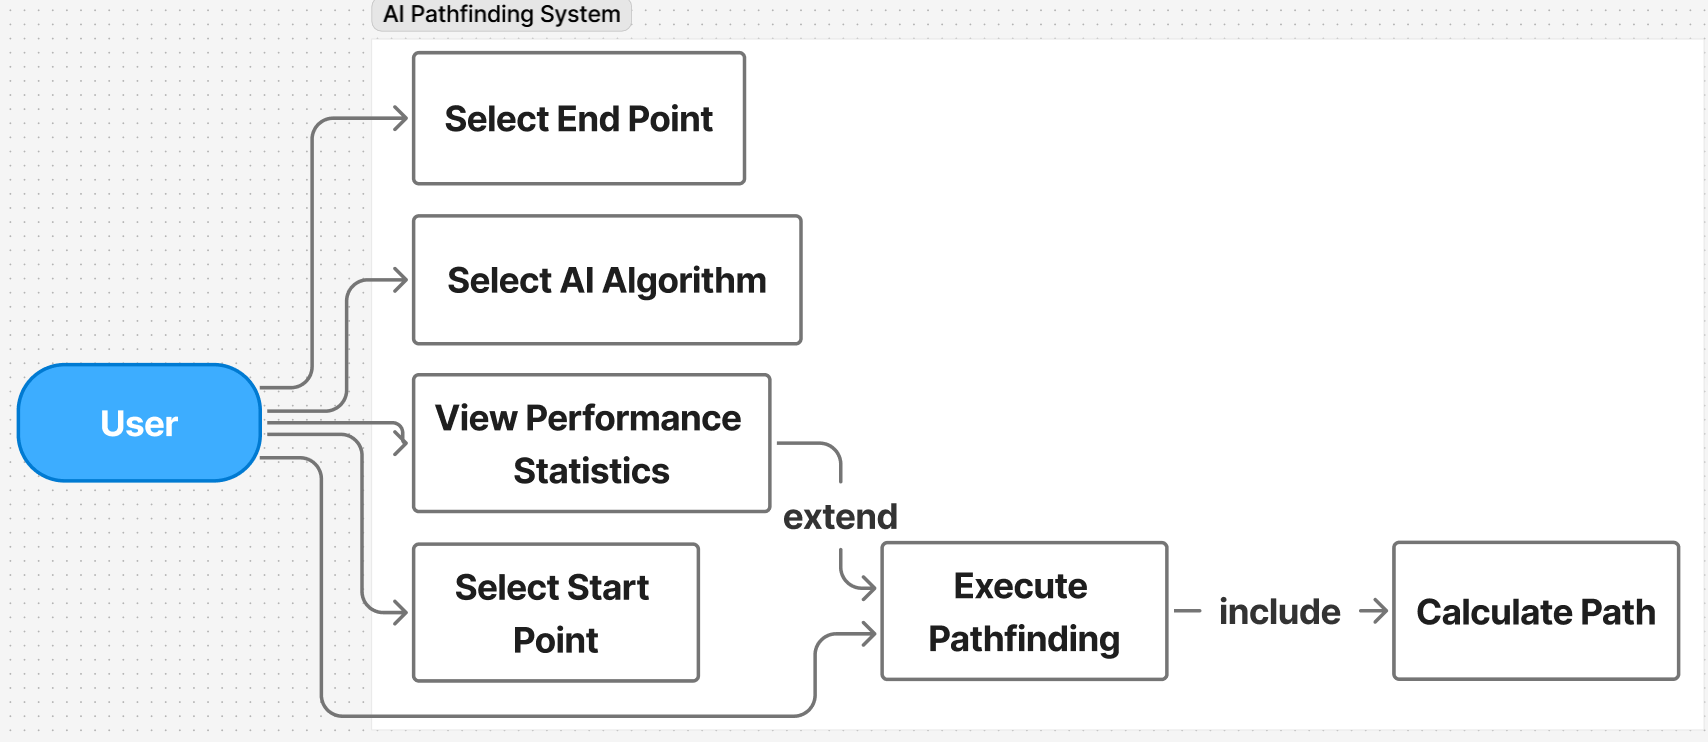 AI Pathfinding System
Select End Point
Select AI Algorithm
User
View Performance
Statistics
extend
Select Start
Point
Execute
Pathfinding
include
Calculate Path